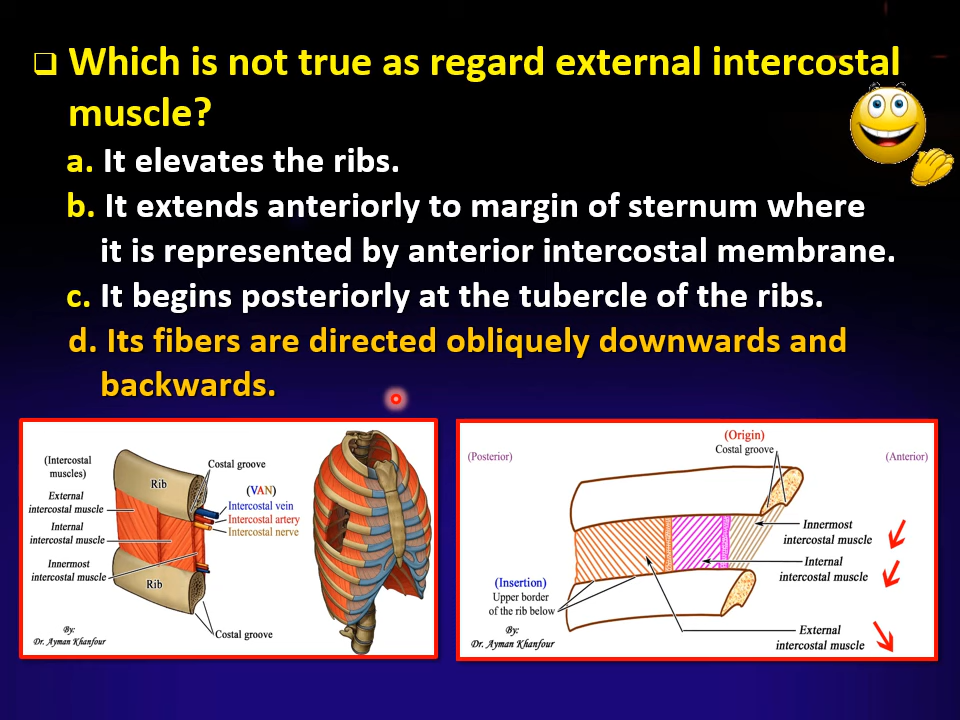 Which is not true as regard external intercostal
muscle?
a. It elevates the ribs.
b. It extends anteriorly to margin of sternum where
it is represented by anterior intercostal membrane.
c. It begins posteriorly at the tubercle of the ribs.
d. Its fibers are directed obliquely downwards and
backwards.
(Intercostal
muscles)
External
intercostal muscle
Internal
intercostal muscle
Innermost
intercostal muscle
By:
Dr. Ayman Khanfour
Rib
Rib
Costal groove
(VAN)
Intercostal vein
Intercostal artery
Intercostal nerve
Costal groove
(Posterior)
(Origin)
Costal groove
(Anterior)
Innermost
intercostal muscle
Internal
intercostal muscle
(Insertion)
Upper border
of the rib below
By:
Dr. Ayman Khanfour
External
intercostal muscle